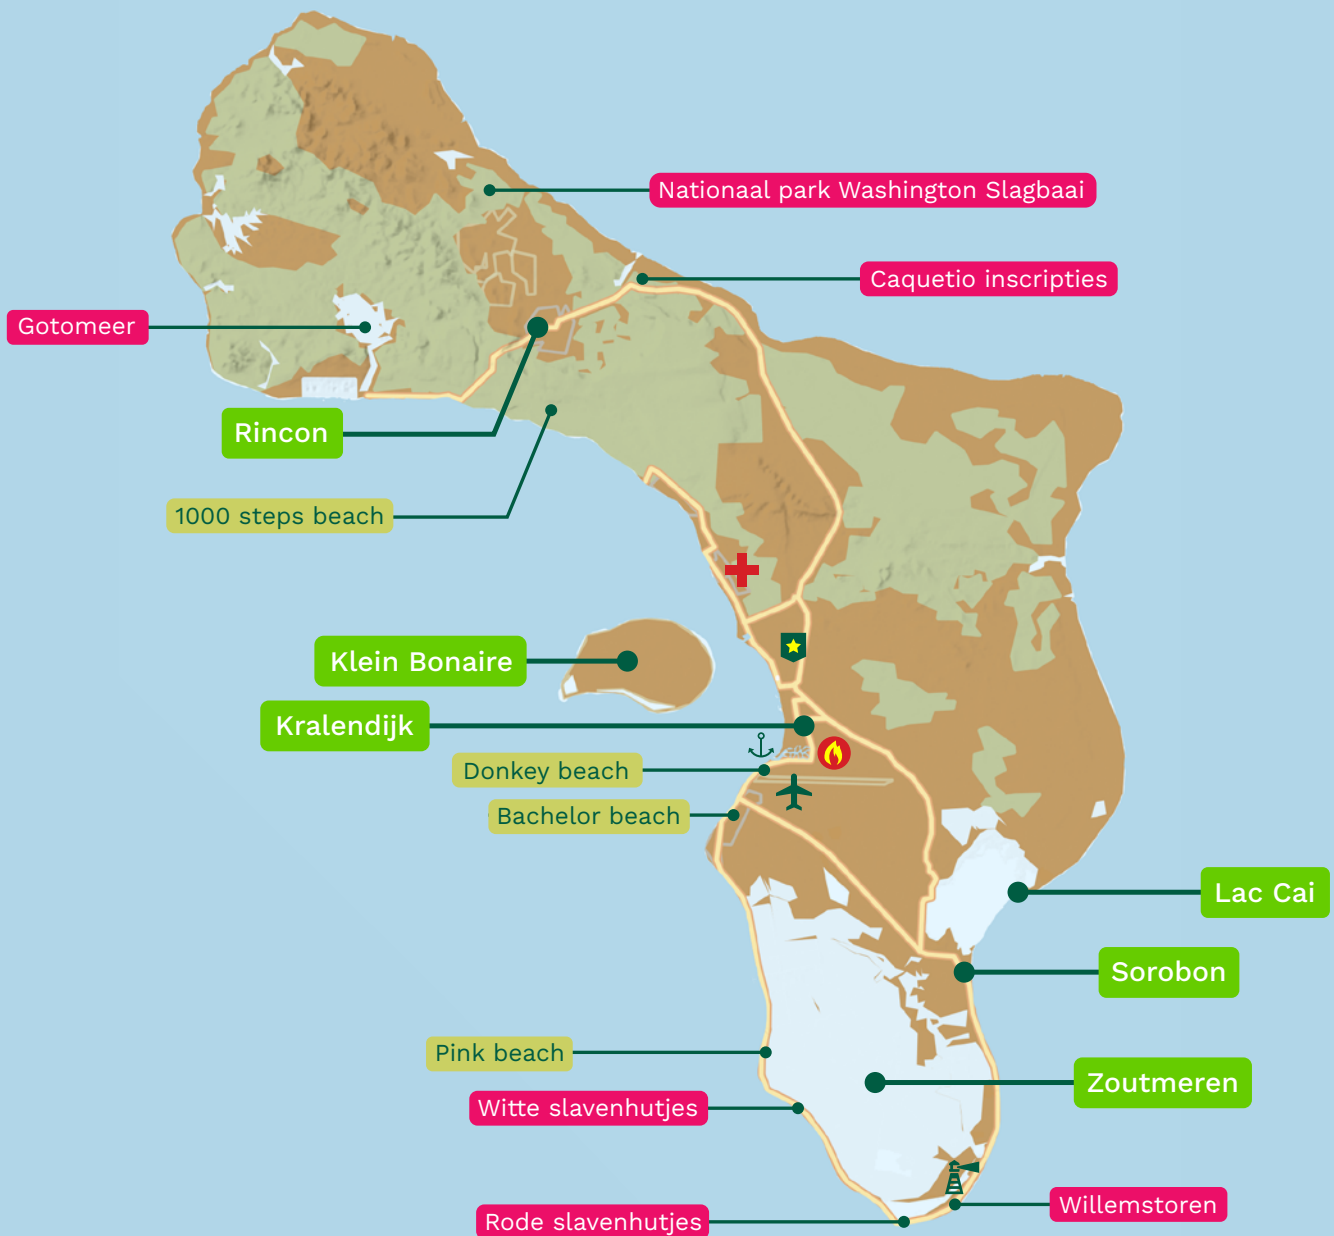 Nationaal park Washington Slagbaai
Caquetio inscripties
Gotomeer
Rincon
1000 steps beach
Klein Bonaire
Kralendijk
Donkey beach
Bachelor beach
Lac Cai
Sorobon
Pink beach
Zoutmeren
Witte slavenhutjes
Willemstoren
Rode slavenhutjes